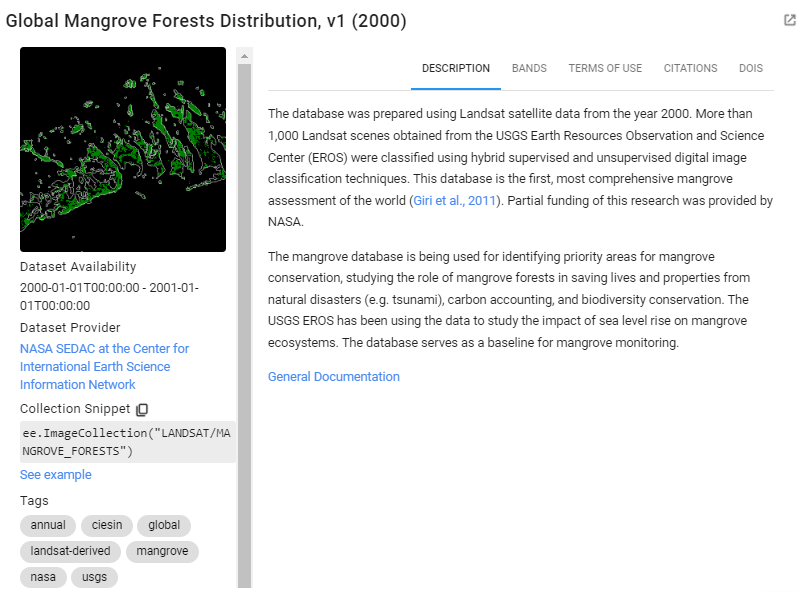 Global Mangrove Forests Distribution, v1 (2000)
Dataset Availability
2000-01-01T00:00:00 - 2001-01-
01T00:00:00
Dataset Provider
NASA SEDAC at the Center for
International Earth Science
Information Network
Collection Snippet
ee.ImageCollection("LANDSAT/MA
NGROVE_FORESTS")
See example
Tags
annual ciesin global
landsat-derived mangrove
nasa usgs
DESCRIPTION BANDS TERMS OF USE CITATIONS DOIS
The database was prepared using Landsat satellite data from the year 2000. More than
1,000 Landsat scenes obtained from the USGS Earth Resources Observation and Science
Center (EROS) were classified using hybrid supervised and unsupervised digital image
classification techniques. This database is the first, most comprehensive mangrove
assessment of the world (Giri et al., 2011). Partial funding of this research was provided by
NASA.
The mangrove database is being used for identifying priority areas for mangrove
conservation, studying the role of mangrove forests in saving lives and properties from
natural disasters (e.g. tsunami), carbon accounting, and biodiversity conservation. The
USGS EROS has been using the data to study the impact of sea level rise on mangrove
ecosystems. The database serves as a baseline for mangrove monitoring.
General Documentation